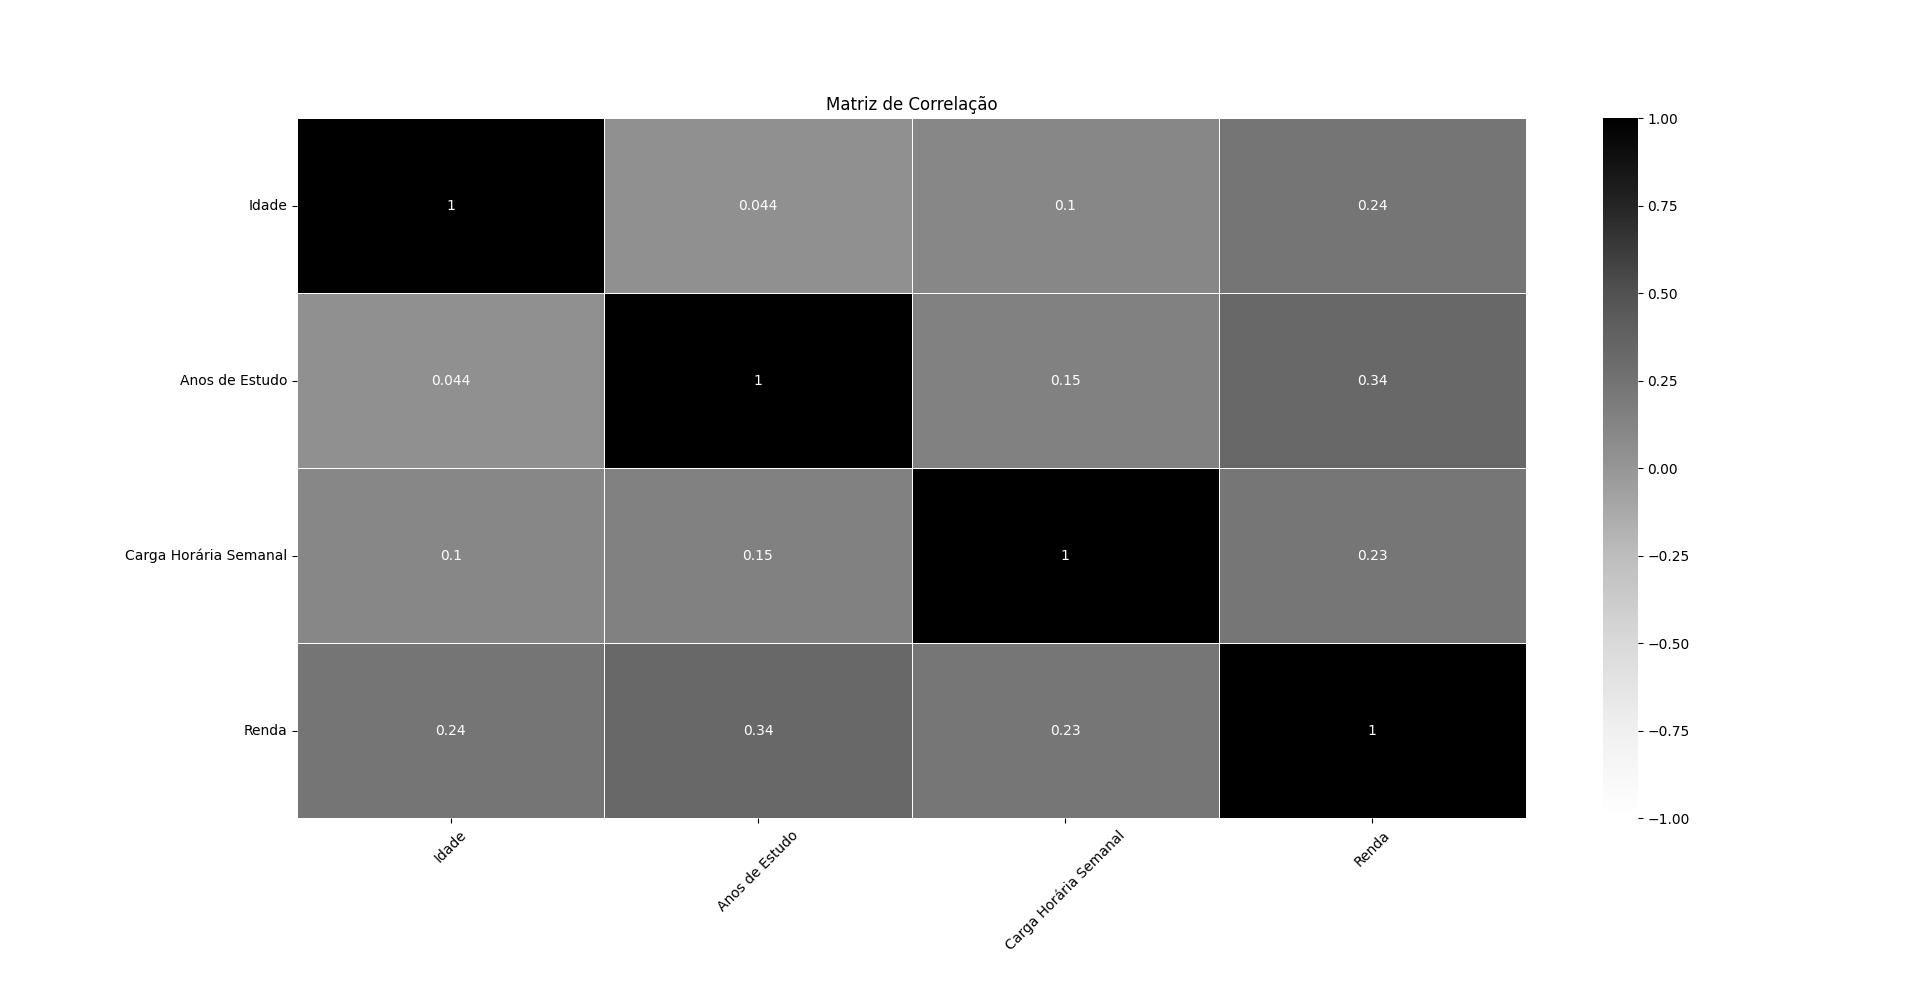 Matriz de Correlação
Idade 1 0.044 0.1 0.24
Anos de Estudo 0.044 1 0.15 0.34
Carga Horária Semanal 0.1 0.15 1 0.23
Renda 0.24 0.34 0.23 1
Idade
Anos de Estudo
Carga Horária Semanal
Renda
1.00
0.75
0.50
0.25
0.00
−0.25
−0.50
−0.75
−1.00